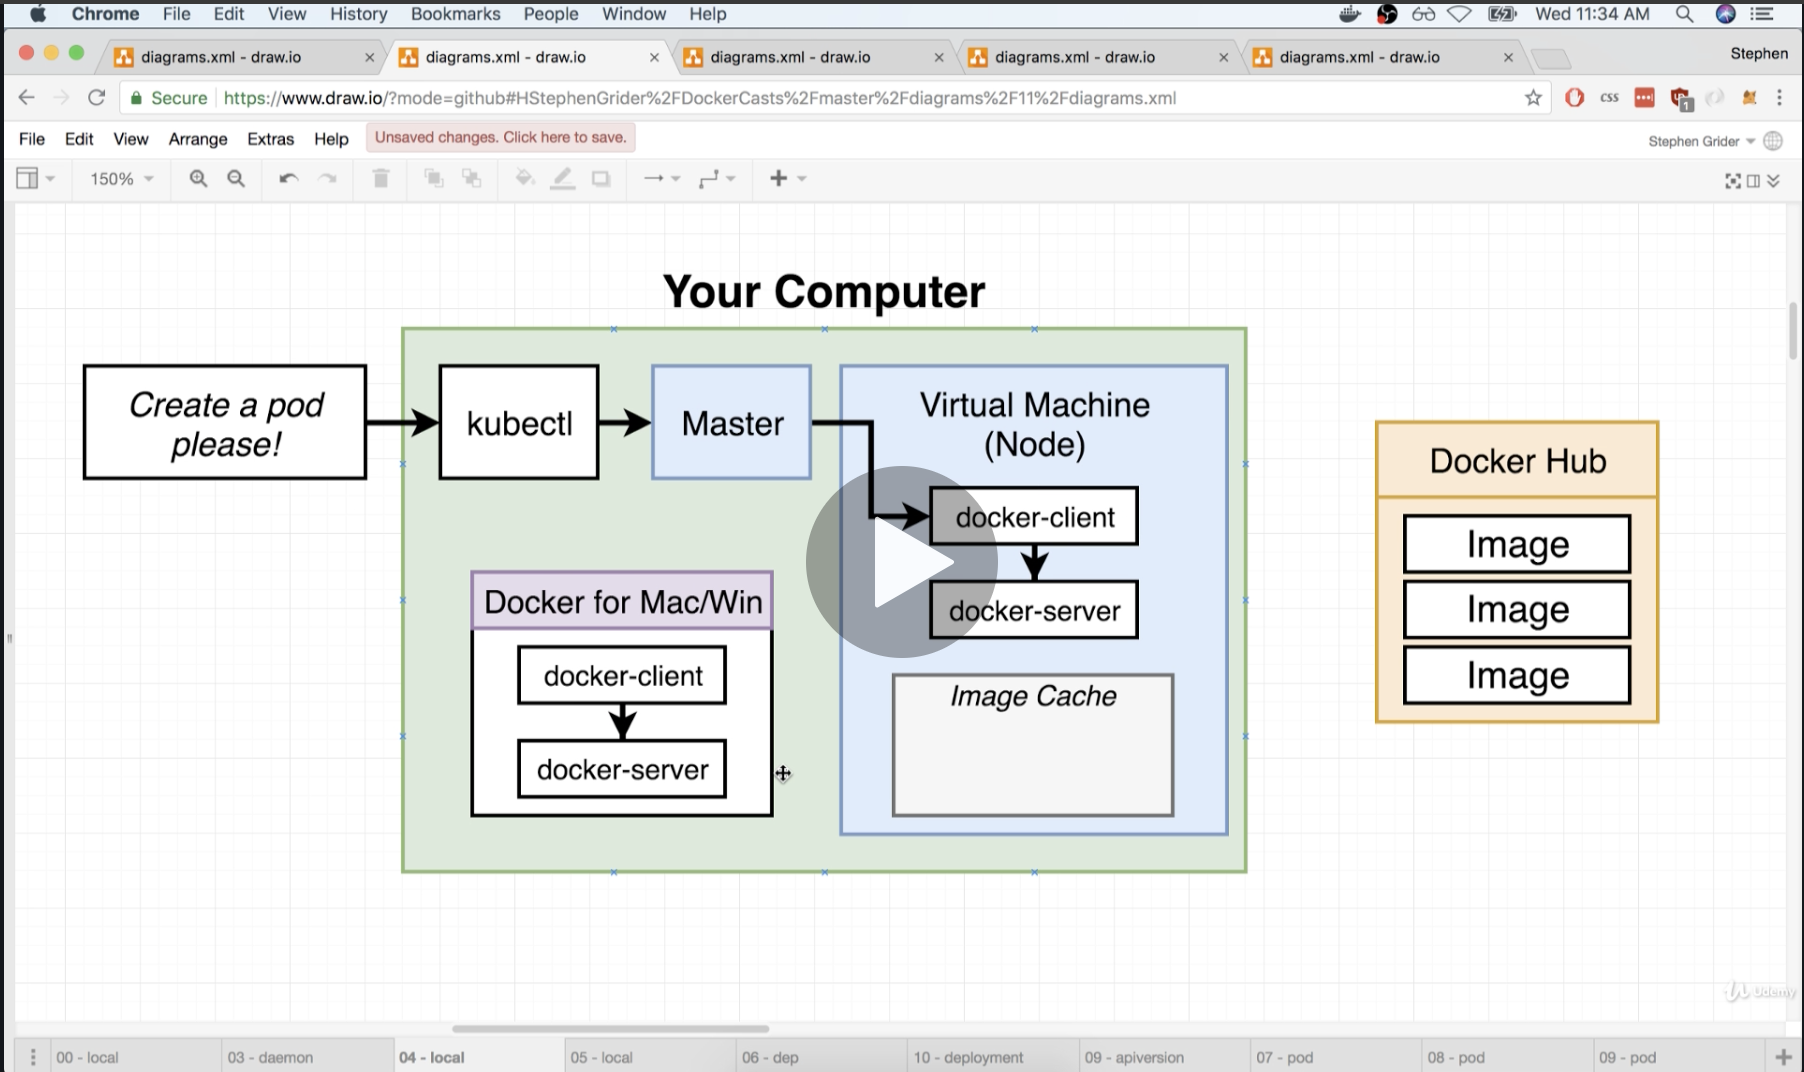 Chrome File Edit View History Bookmarks People Window Help Wed 11:34 AM
diagrams.xml - draw.io diagrams.xml - draw.io diagrams.xml - draw.io diagrams.xml - draw.io diagrams.xml - draw.io Stephen
Secure https://www.draw.io/?mode=github#HStephenGrider%2FDockerCasts%2Fmaster%2Fdiagrams%2F11%2Fdiagrams.xml CSS 1
File Edit View Arrange Extras Help Unsaved changes. Click here to save. Stephen Grider
150%
Your Computer
Create a pod
please!
kubectl
Master
Virtual Machine
(Node)
docker-client
docker-server
Image Cache
Docker for Mac/Win
docker-client
docker-server
Docker Hub
Image
Image
Image
Udemy
00 - local 03 - daemon 04 - local 05 - local 06 - dep 10 - deployment 09 - apiversion 07 - pod 08 - pod 09 - pod